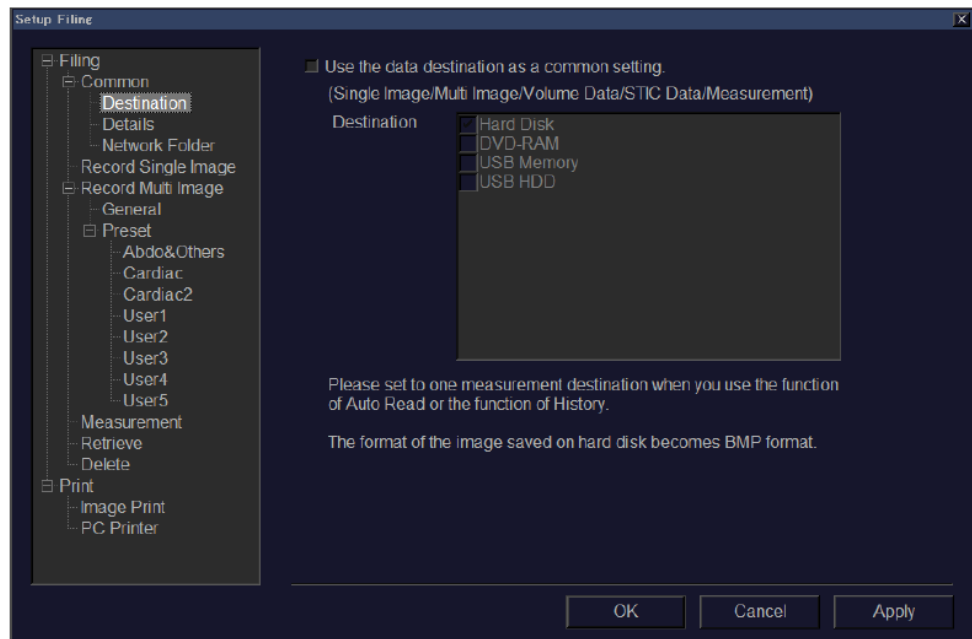 Setup Filing
Filing
Common
Destination
Details
Network Folder
Record Single Image
Record Multi Image
General
Preset
Abdo&Others
Cardiac
Cardiac2
User1
User2
User3
User4
User5
Measurement
Retrieve
Delete
Print
Image Print
PC Printer
Use the data destination as a common setting.
(Single Image/Multi Image/Volume Data/STIC Data/Measurement)
Destination
Hard Disk
DVD-RAM
USB Memory
USB HDD
Please set to one measurement destination when you use the function
of Auto Read or the function of History.
The format of the image saved on hard disk becomes BMP format.
OK
Cancel
Apply